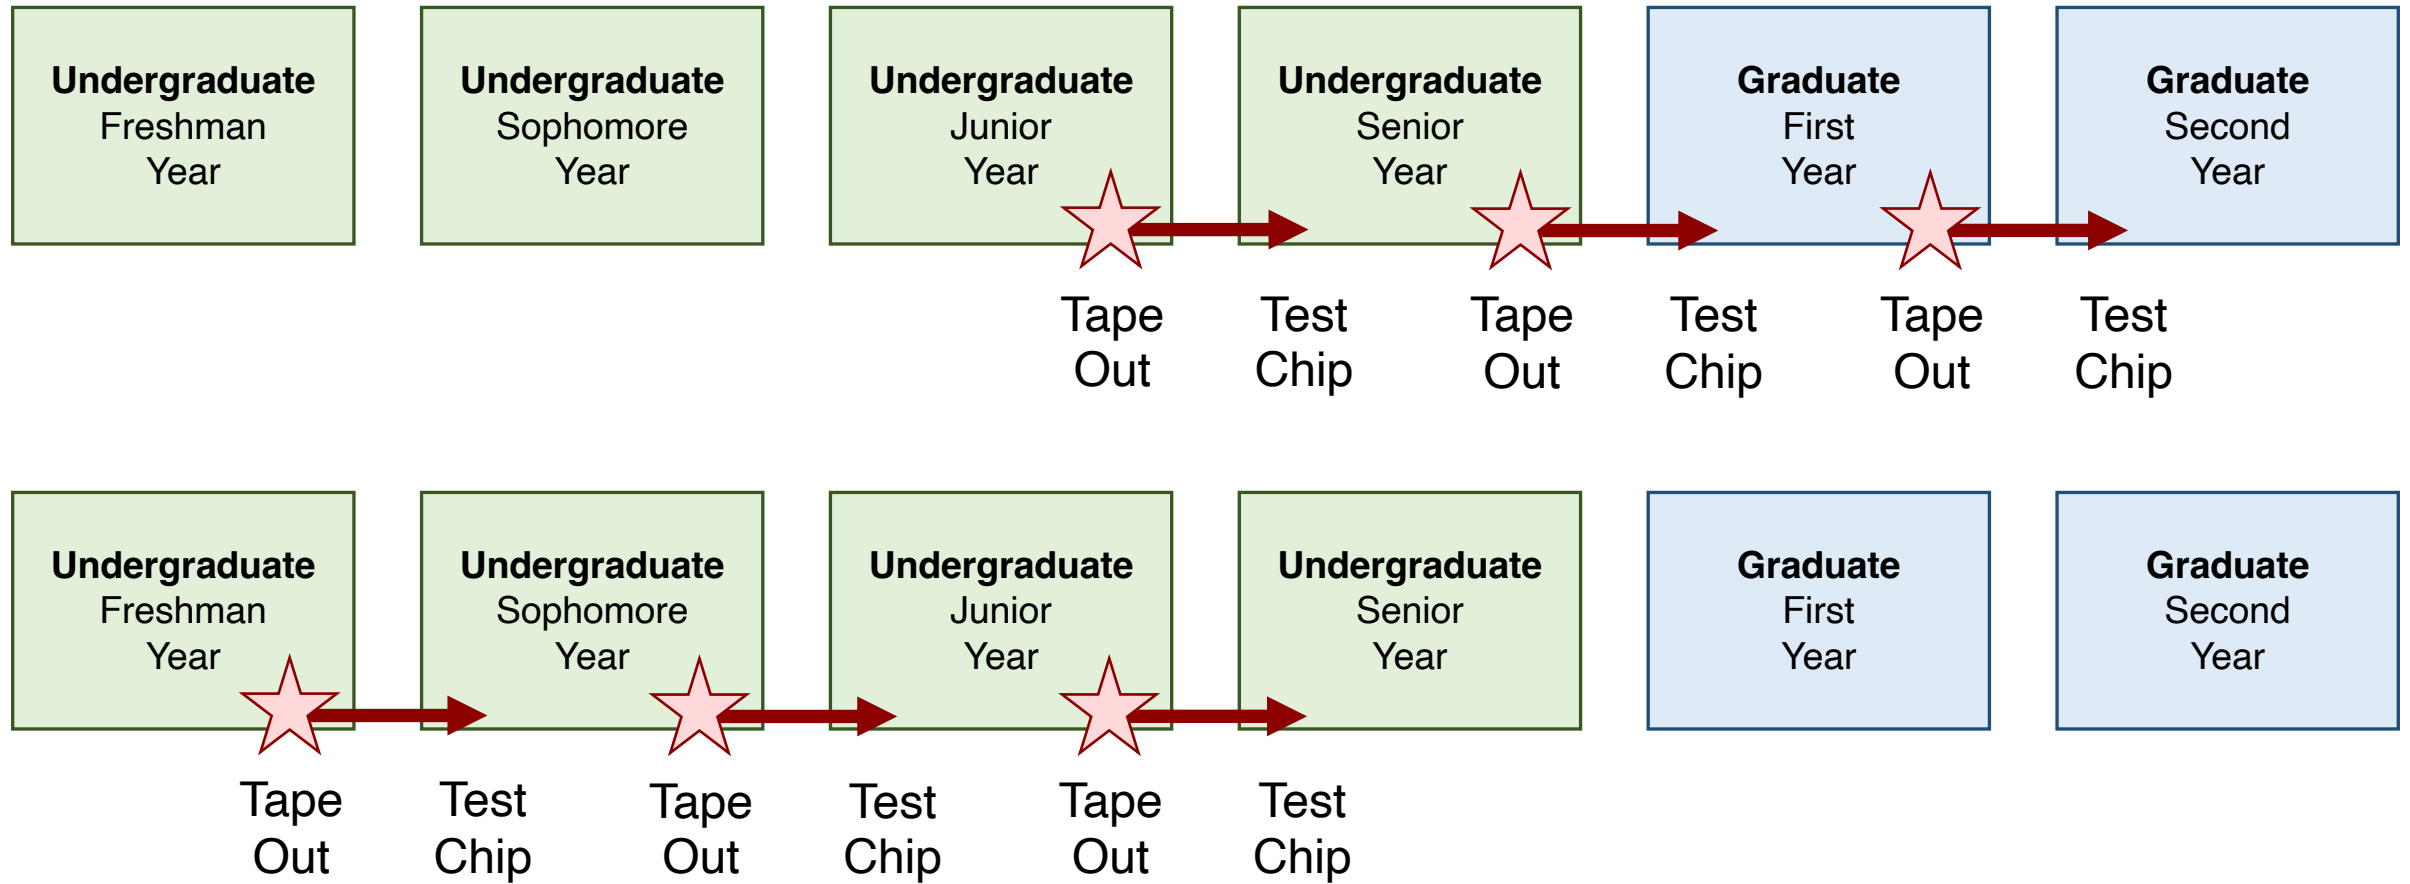 Undergraduate
Freshman
Year
Undergraduate
Sophomore
Year
Undergraduate
Junior
Year
Undergraduate
Senior
Year
Graduate
First
Year
Graduate
Second
Year
Tape
Out
Test
Chip
Tape
Out
Test
Chip
Tape
Out
Test
Chip
Undergraduate
Freshman
Year
Undergraduate
Sophomore
Year
Undergraduate
Junior
Year
Undergraduate
Senior
Year
Graduate
First
Year
Graduate
Second
Year
Tape
Out
Test
Chip
Tape
Out
Test
Chip
Tape
Out
Test
Chip